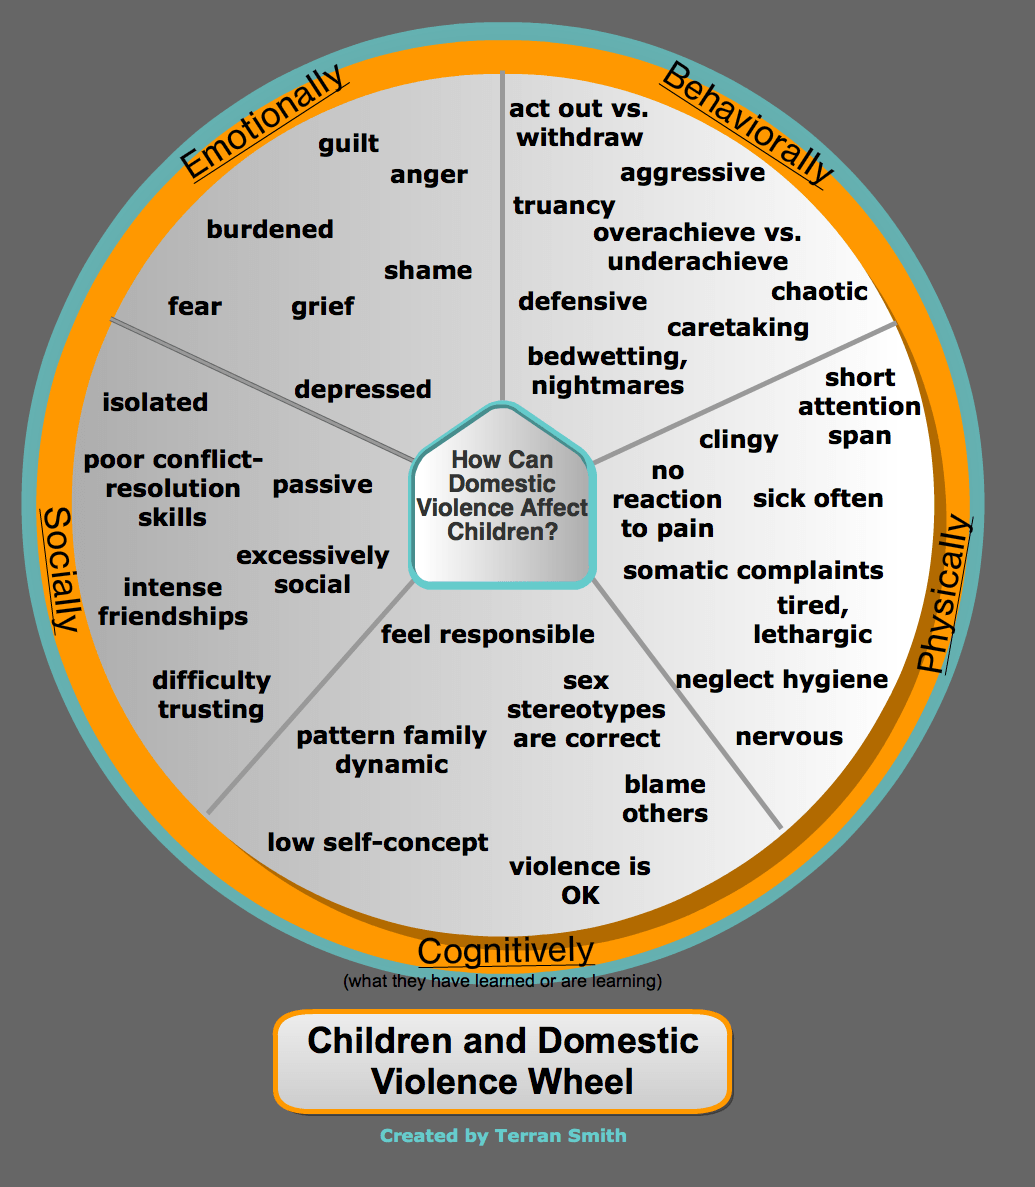 Emotionally
guilt
anger
burdened
shame
fear
grief
depressed
Behaviorally
act out vs.
withdraw
aggressive
truancy
overachieve vs.
underachieve
chaotic
defensive
caretaking
bedwetting,
nightmares
Physically
short
attention
span
clingy
no
reaction
to pain
sick often
somatic complaints
tired,
lethargic
neglect hygiene
nervous
Socially
isolated
poor conflict-
resolution
skills
passive
excessively
social
intense
friendships
difficulty
trusting
How Can
Domestic
Violence Affect
Children?
feel responsible
sex
stereotypes
are correct
pattern family
dynamic
blame
others
low self-concept
violence is
OK
Cognitively
(what they have learned or are learning)
Children and Domestic
Violence Wheel
Created by Terran Smith